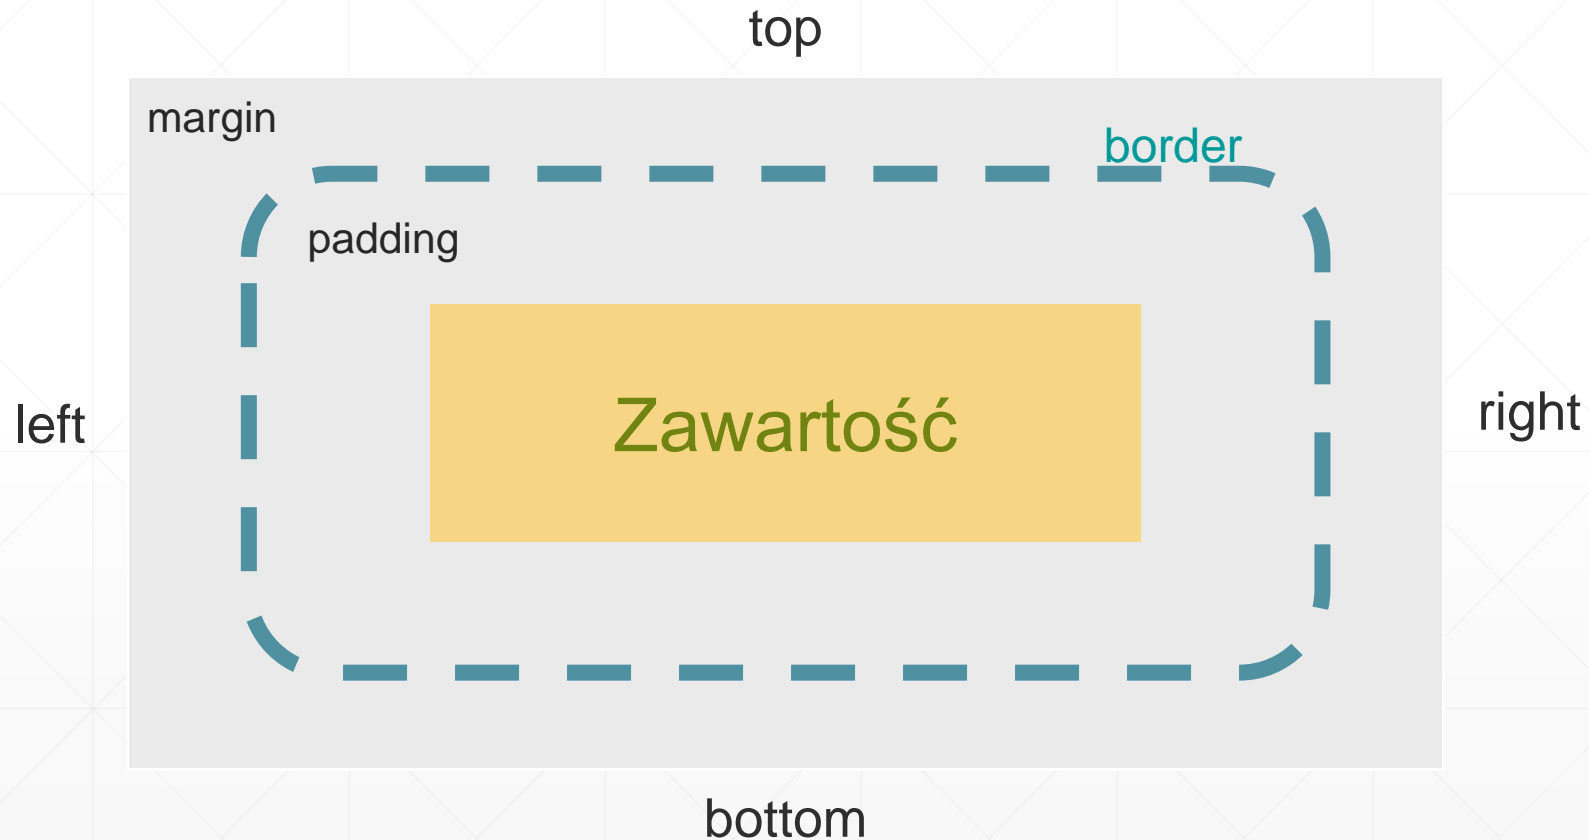 top
margin
border
padding
left
Zawartość
right
bottom